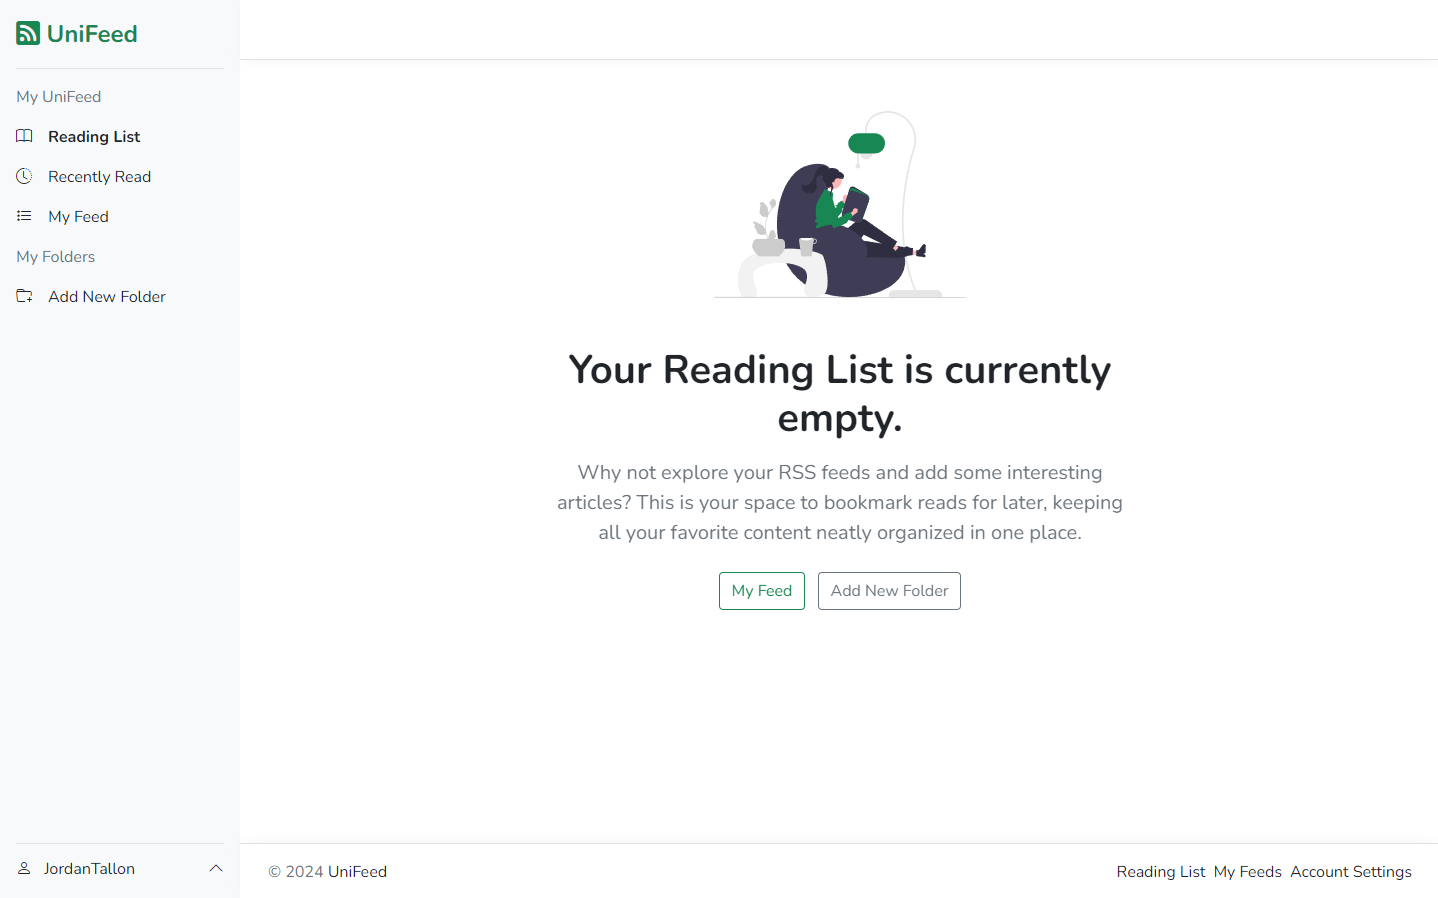 UniFeed
My UniFeed
Reading List
Recently Read
My Feed
My Folders
Add New Folder
JordanTallon
Your Reading List is currently
empty.
Why not explore your RSS feeds and add some interesting
articles? This is your space to bookmark reads for later, keeping
all your favorite content neatly organized in one place.
My Feed Add New Folder
© 2024 UniFeed
Reading List My Feeds Account Settings